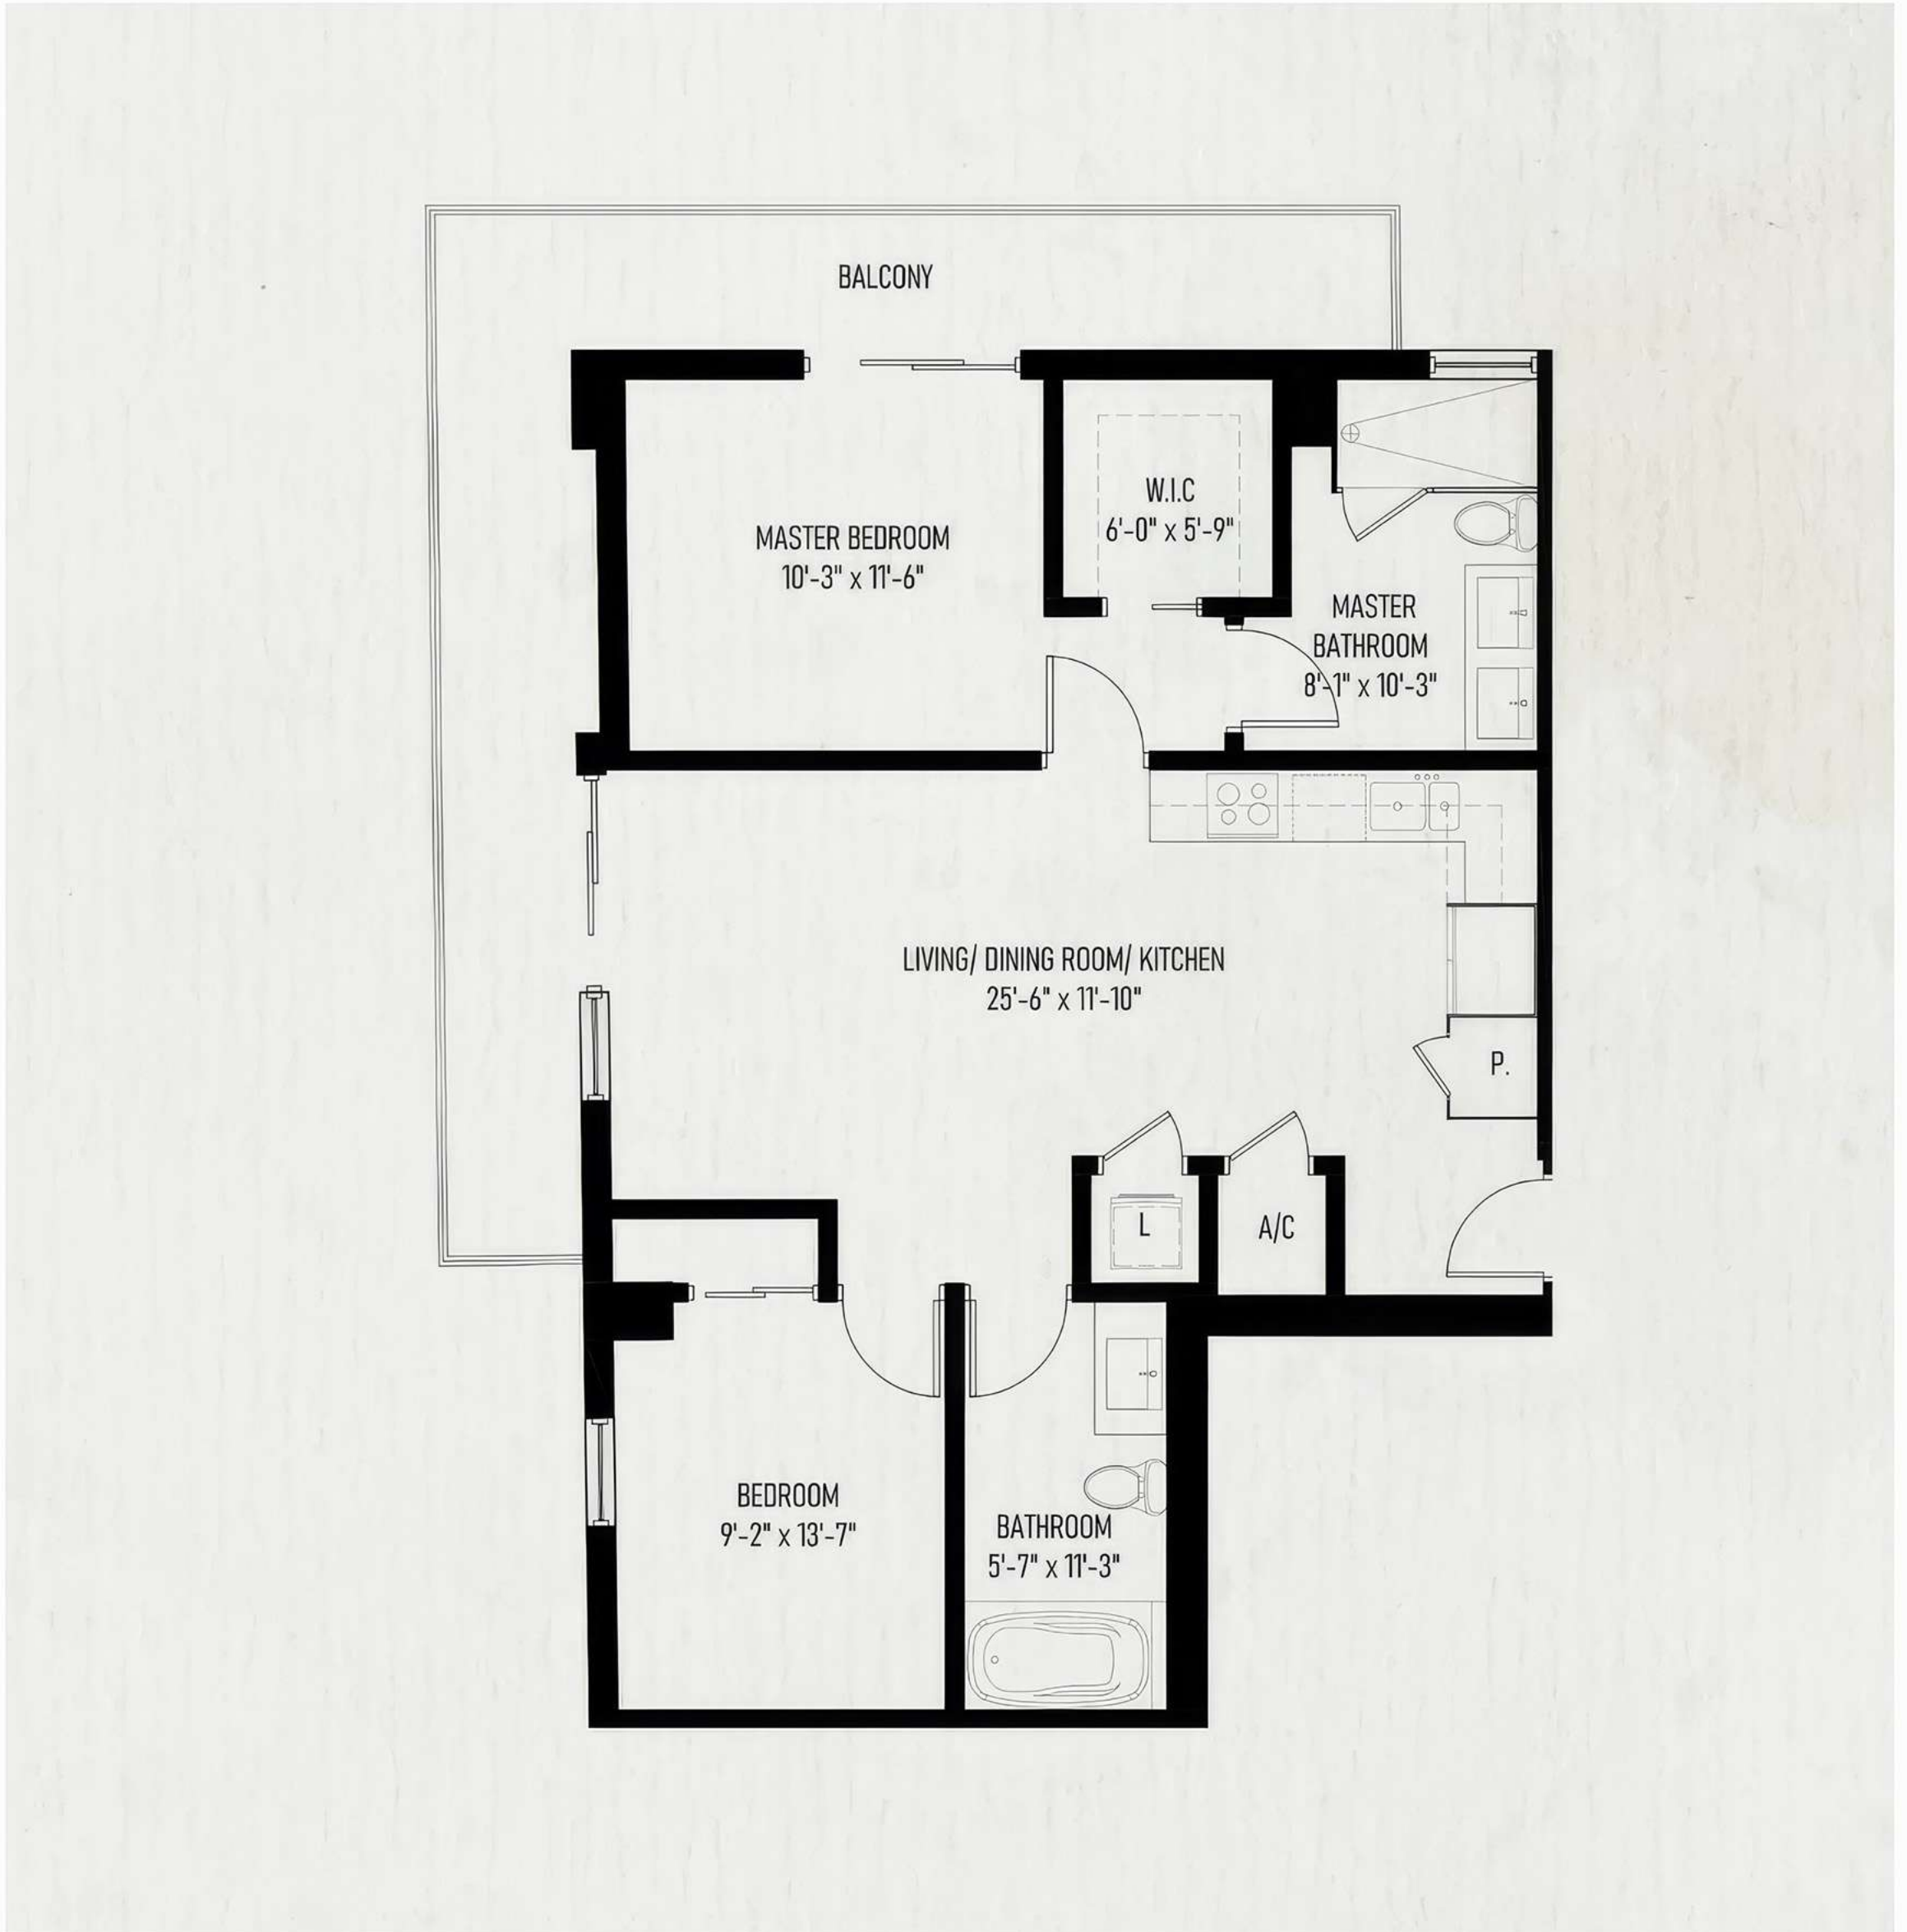 BALCONY
W.I.C
6'-0" x 5'-9"
MASTER BEDROOM
10'-3" x 11'-6"
MASTER
BATHROOM
8'-1" x 10'-3"
LIVING/ DINING ROOM/ KITCHEN
25'-6" x 11'-10"
P.
L
A/C
BEDROOM
9'-2" x 13'-7"
BATHROOM
5'-7" x 11'-3"